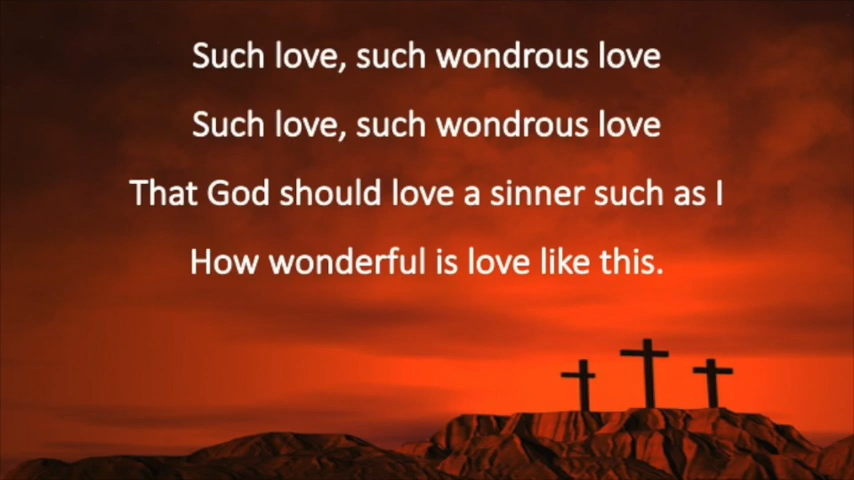 Such love, such wondrous love
Such love, such wondrous love
That God should love a sinner such as I
How wonderful is love like this.